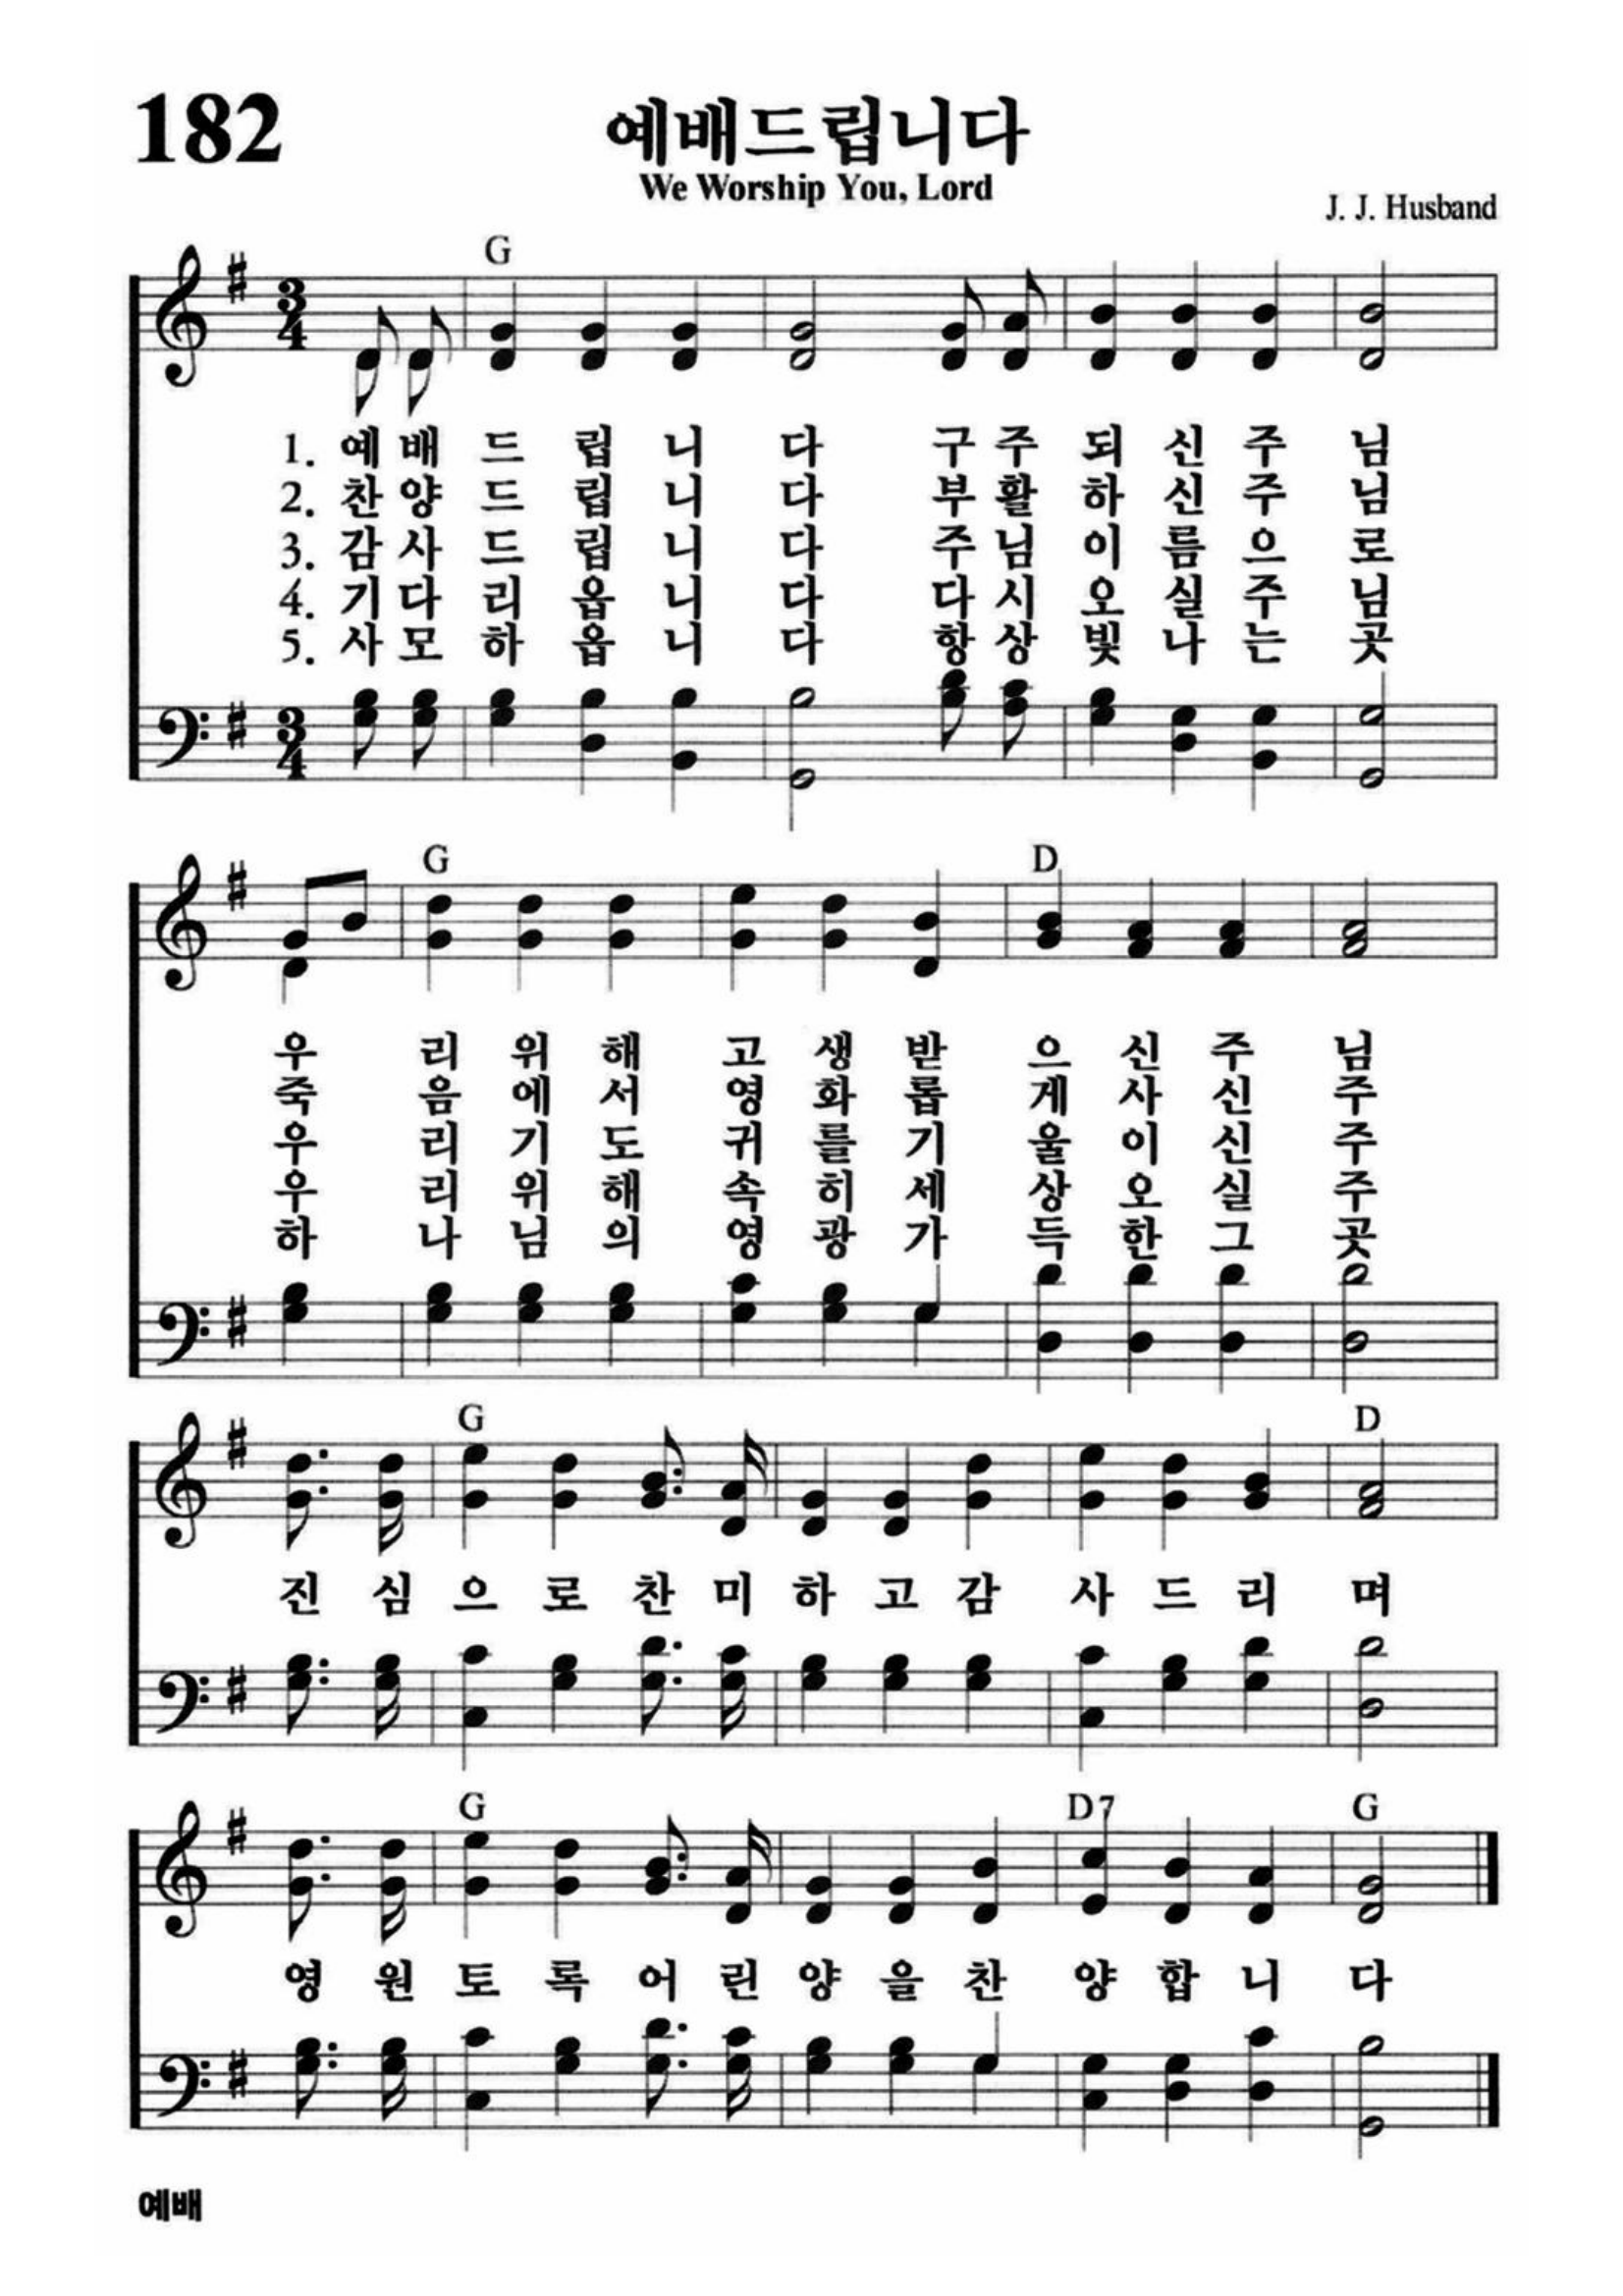 182
예배드립니다
We Worship You, Lord
J. J. Husband
G
3 4
1. 예 배 드 립 니 다 구 주 되 신 주 님
2. 찬 양 드 립 니 다 부 활 하 신 주 님
3. 감 사 드 립 니 다 주 님 이 름 으 로
4. 기 다 리 옵 니 다 다 시 오 실 주 님
5. 사 모 하 옵 니 다 항 상 빛 나 는 곳
3 4
G D
우 리 위 해 고 생 받 으 신 주 님
죽 음 에 서 영 화 롭 게 사 신 주
우 리 기 도 귀 를 기 울 이 신 주
우 리 위 해 속 히 세 상 오 실 주
하 나 님 의 영 광 가 득 한 그 곳
G D
진 심 으 로 찬 미 하 고 감 사 드 리 며
G D7 G
영 원 토 록 어 린 양 을 찬 양 합 니 다
예배